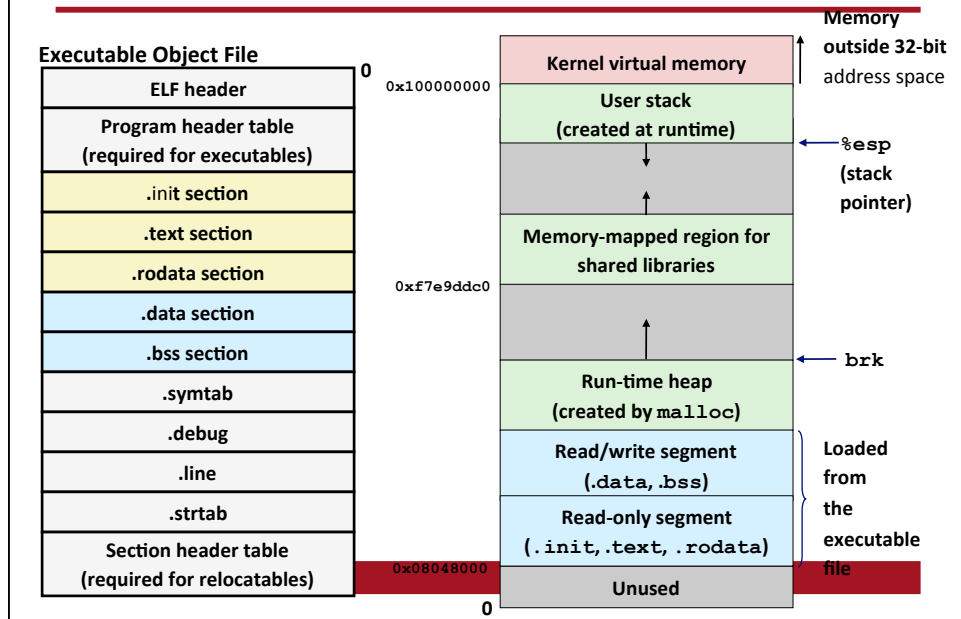 Executable Object File
0
ELF header
Program header table
(required for executables)
.init section
.text section
.rodata section
.data section
.bss section
.symtab
.debug
.line
.strtab
Section header table
(required for relocatables)
0x100000000
0xf7e9ddc0
0x08048000
0
Kernel virtual memory
User stack
(created at runtime)
Memory-mapped region for
shared libraries
Run-time heap
(created by malloc)
Read/write segment
(.data, .bss)
Read-only segment
(.init, .text, .rodata)
Unused
Memory
outside 32-bit
address space
%esp
(stack
pointer)
brk
Loaded
from
the
executable
file